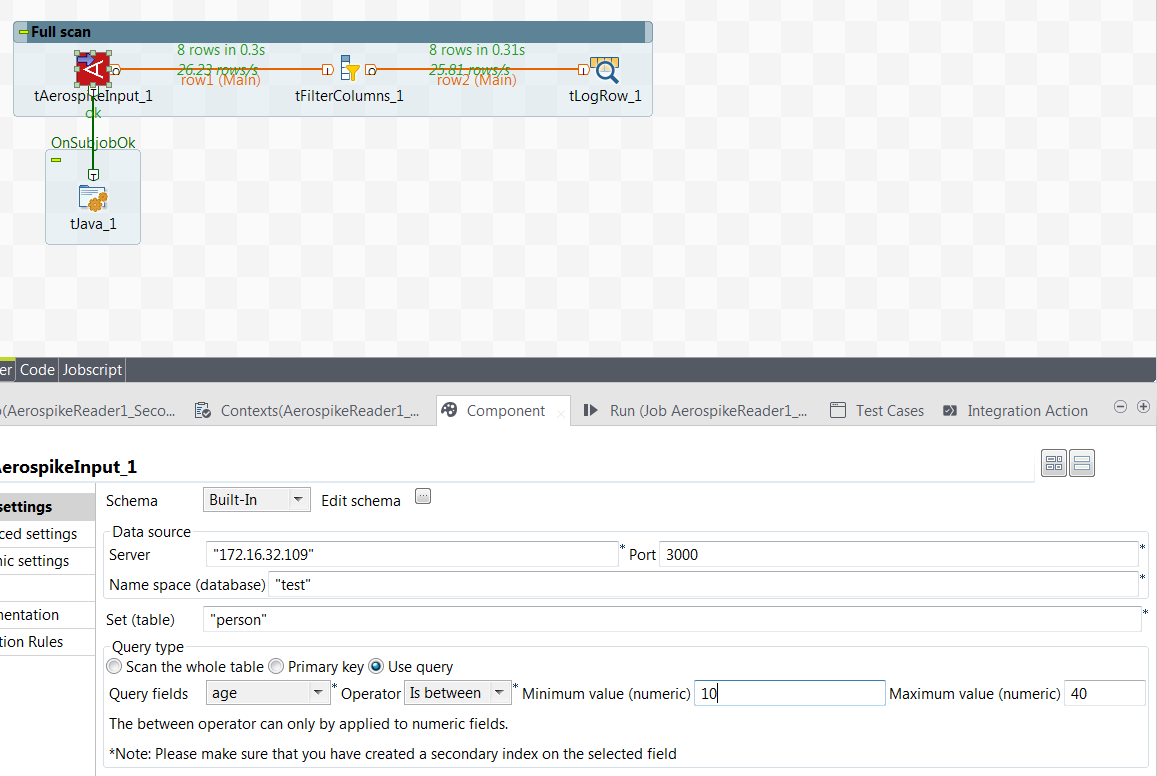 Full scan
8 rows in 0.3s
8 rows in 0.31s
26.23 rows/s
25.81 rows/s
row1 (Main)
row2 (Main)
tAerospikeInput_1
tFilterColumns_1
tLogRow_1
ok
OnSubjobOk
tJava_1
er Code Jobscript
o(AerospikeReader1_Seco... Contexts(AerospikeReader1_... Component Run (Job AerospikeReader1_... Test Cases Integration Action
AerospikeInput_1
settings
Schema Built-In Edit schema ...
ced settings
Data source
Server "172.16.32.109" * Port 3000 *
nic settings
Name space (database) "test" *
nentation
Set (table) "person" *
tion Rules
Query type
Scan the whole table Primary key Use query
Query fields age * Operator Is between * Minimum value (numeric) 10 Maximum value (numeric) 40
The between operator can only by applied to numeric fields.
*Note: Please make sure that you have created a secondary index on the selected field